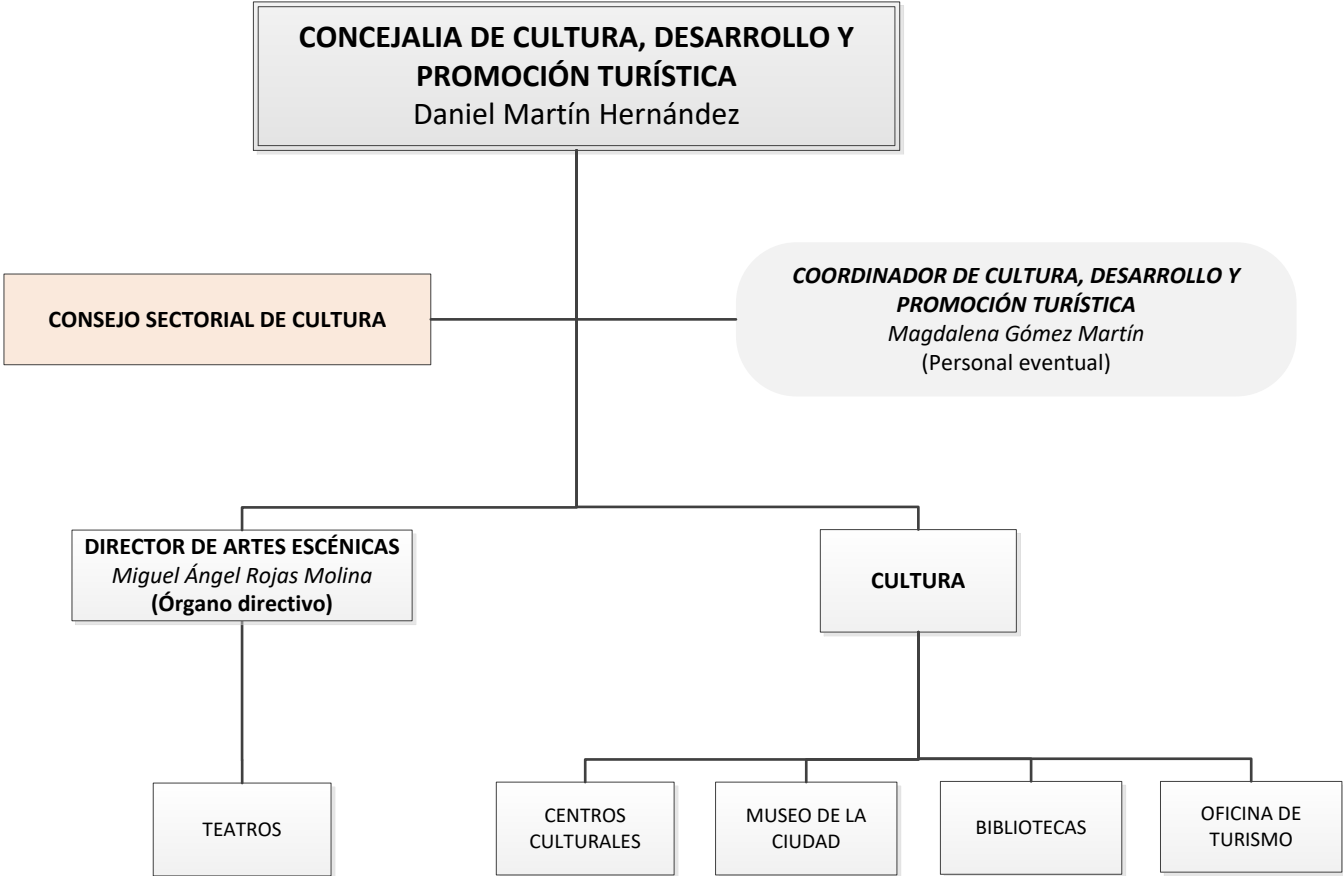 CONCEJALIA DE CULTURA, DESARROLLO Y
PROMOCIÓN TURÍSTICA
Daniel Martín Hernández
CONSEJO SECTORIAL DE CULTURA
COORDINADOR DE CULTURA, DESARROLLO Y
PROMOCIÓN TURÍSTICA
Magdalena Gómez Martín
(Personal eventual)
DIRECTOR DE ARTES ESCÉNICAS
Miguel Ángel Rojas Molina
(Órgano directivo)
CULTURA
TEATROS
CENTROS
CULTURALES
MUSEO DE LA
CIUDAD
BIBLIOTECAS
OFICINA DE
TURISMO